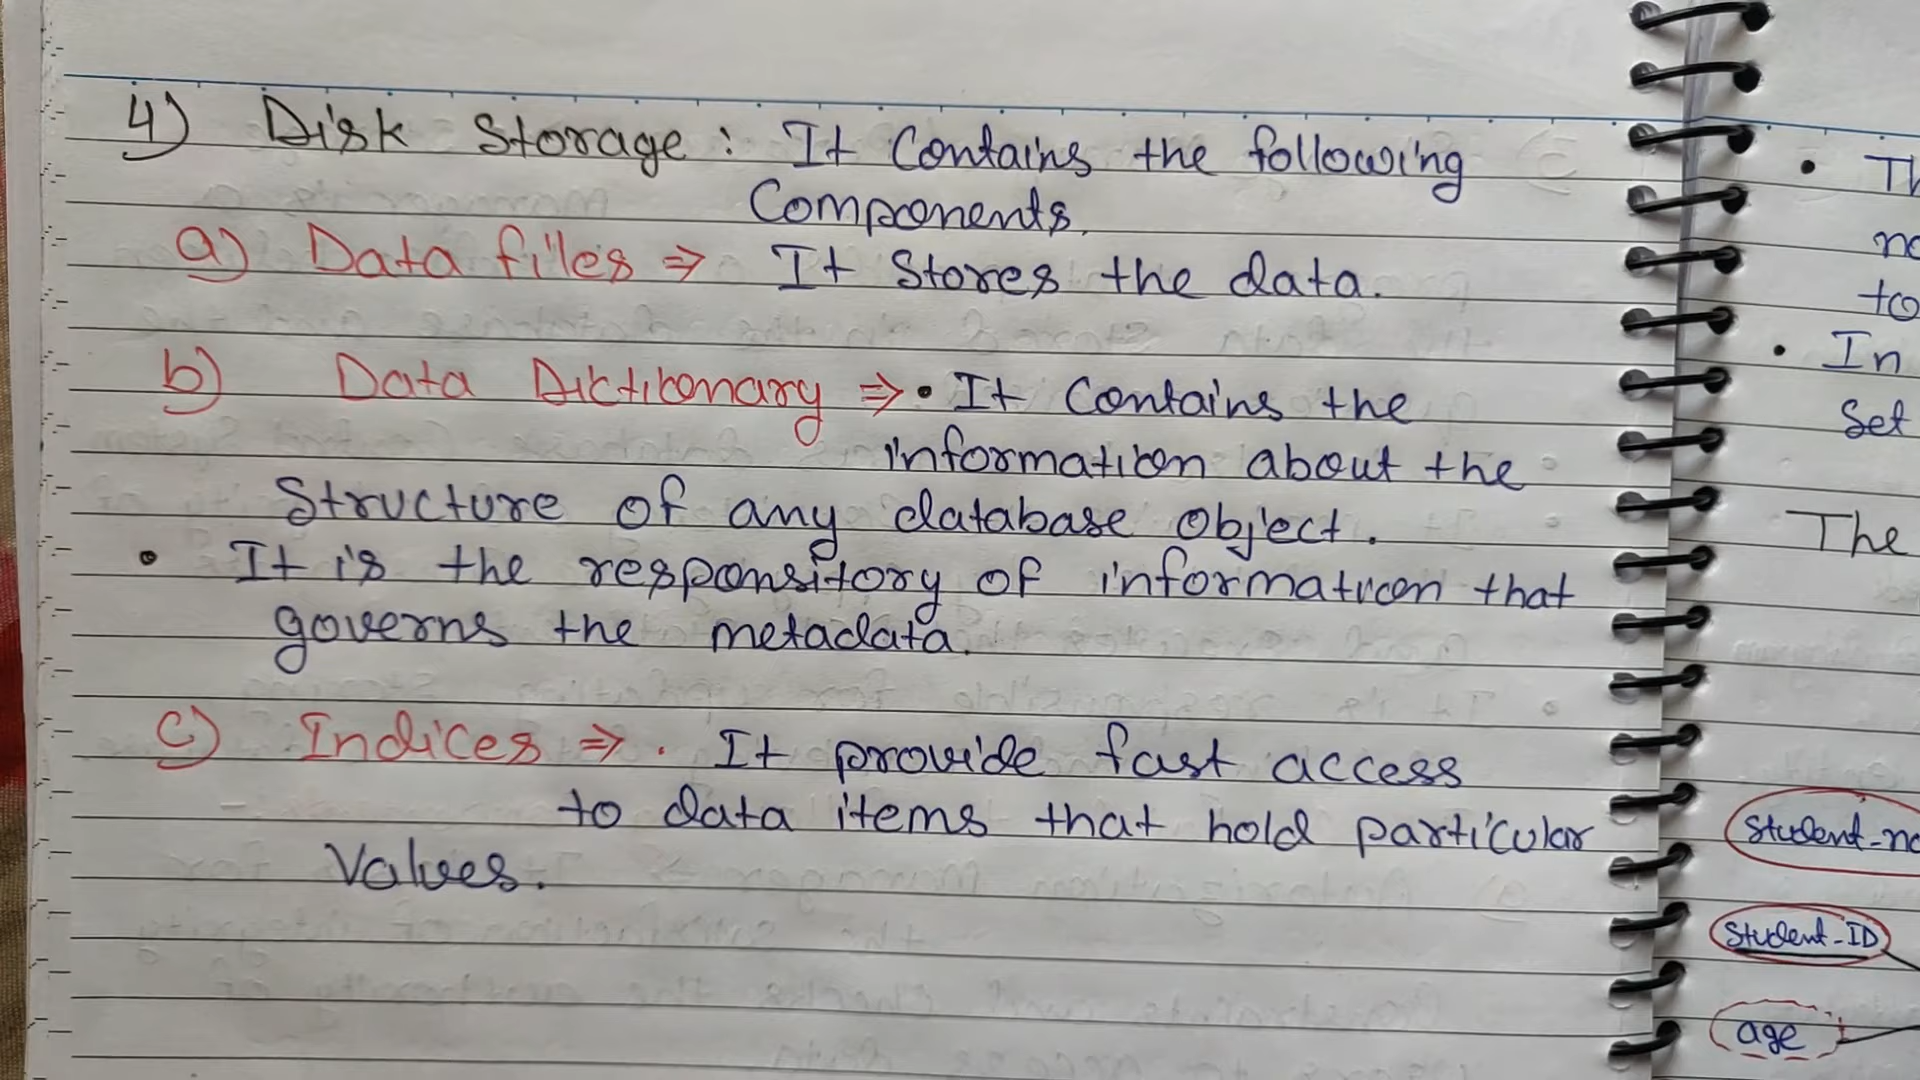 4) Disk Storage : It Contains the following
Components.
a) Data files ⇒ It Stores the data.
b) Data Dictionary ⇒ • It Contains the
information about the
Structure of any database object.
• It is the responsitory of information that
governs the metadata.
c) Indices ⇒ . It provide fast access
to data items that hold particular
Values.
• Th
no
to
• In
Set
The
Student-no
Student-ID
age